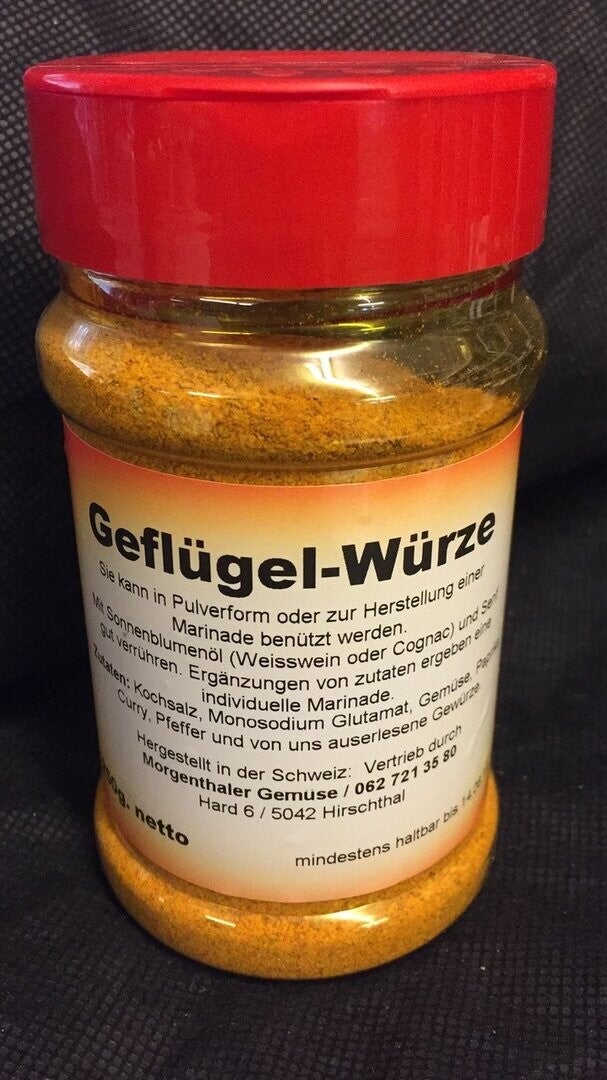 Geflügel-Würze
Sie kann in Pulverform oder zur Herstellung einer
Marinade benützt werden.
Mit Sonnenblumenöl (Weisswein oder Cognac) und Senf
gut verrühren. Ergänzungen von zutaten ergeben eine
individuelle Marinade.
Zutaten: Kochsalz, Monosodium Glutamat, Gemüse,
Curry, Pfeffer und von uns auserlesene Gewürze.
Hergestellt in der Schweiz: Vertrieb durch
Morgenthaler Gemüse / 062 721 35 80
Hard 6 / 5042 Hirschthal
netto
mindestens haltbar bis